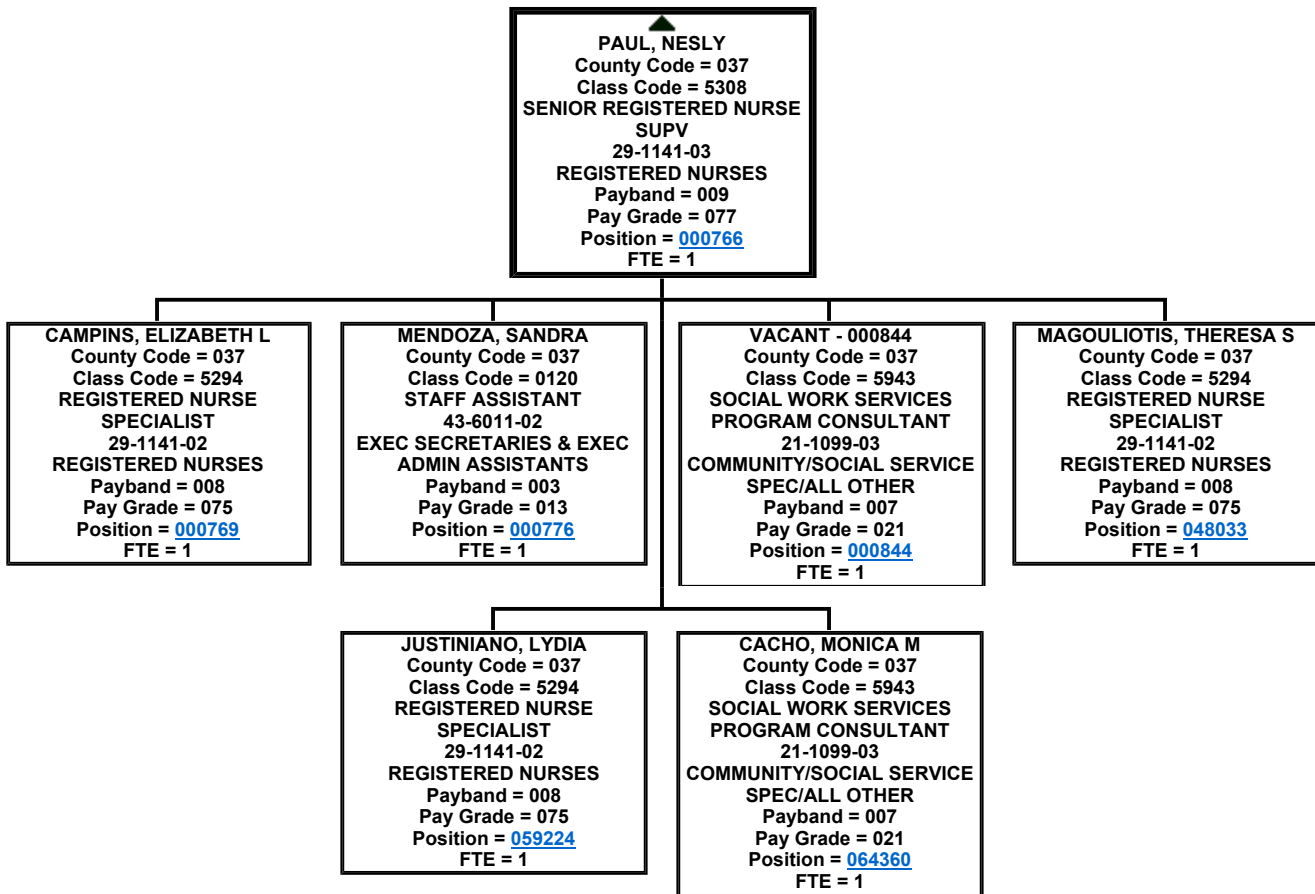 PAUL, NESLY
County Code = 037
Class Code = 5308
SENIOR REGISTERED NURSE
SUPV
29-1141-03
REGISTERED NURSES
Payband = 009
Pay Grade = 077
Position = 000766
FTE = 1
CAMPINS, ELIZABETH L
County Code = 037
Class Code = 5294
REGISTERED NURSE
SPECIALIST
29-1141-02
REGISTERED NURSES
Payband = 008
Pay Grade = 075
Position = 000769
FTE = 1
MENDOZA, SANDRA
County Code = 037
Class Code = 0120
STAFF ASSISTANT
43-6011-02
EXEC SECRETARIES & EXEC
ADMIN ASSISTANTS
Payband = 003
Pay Grade = 013
Position = 000776
FTE = 1
VACANT - 000844
County Code = 037
Class Code = 5943
SOCIAL WORK SERVICES
PROGRAM CONSULTANT
21-1099-03
COMMUNITY/SOCIAL SERVICE
SPEC/ALL OTHER
Payband = 007
Pay Grade = 021
Position = 000844
FTE = 1
MAGOULIOTIS, THERESA S
County Code = 037
Class Code = 5294
REGISTERED NURSE
SPECIALIST
29-1141-02
REGISTERED NURSES
Payband = 008
Pay Grade = 075
Position = 048033
FTE = 1
JUSTINIANO, LYDIA
County Code = 037
Class Code = 5294
REGISTERED NURSE
SPECIALIST
29-1141-02
REGISTERED NURSES
Payband = 008
Pay Grade = 075
Position = 059224
FTE = 1
CACHO, MONICA M
County Code = 037
Class Code = 5943
SOCIAL WORK SERVICES
PROGRAM CONSULTANT
21-1099-03
COMMUNITY/SOCIAL SERVICE
SPEC/ALL OTHER
Payband = 007
Pay Grade = 021
Position = 064360
FTE = 1